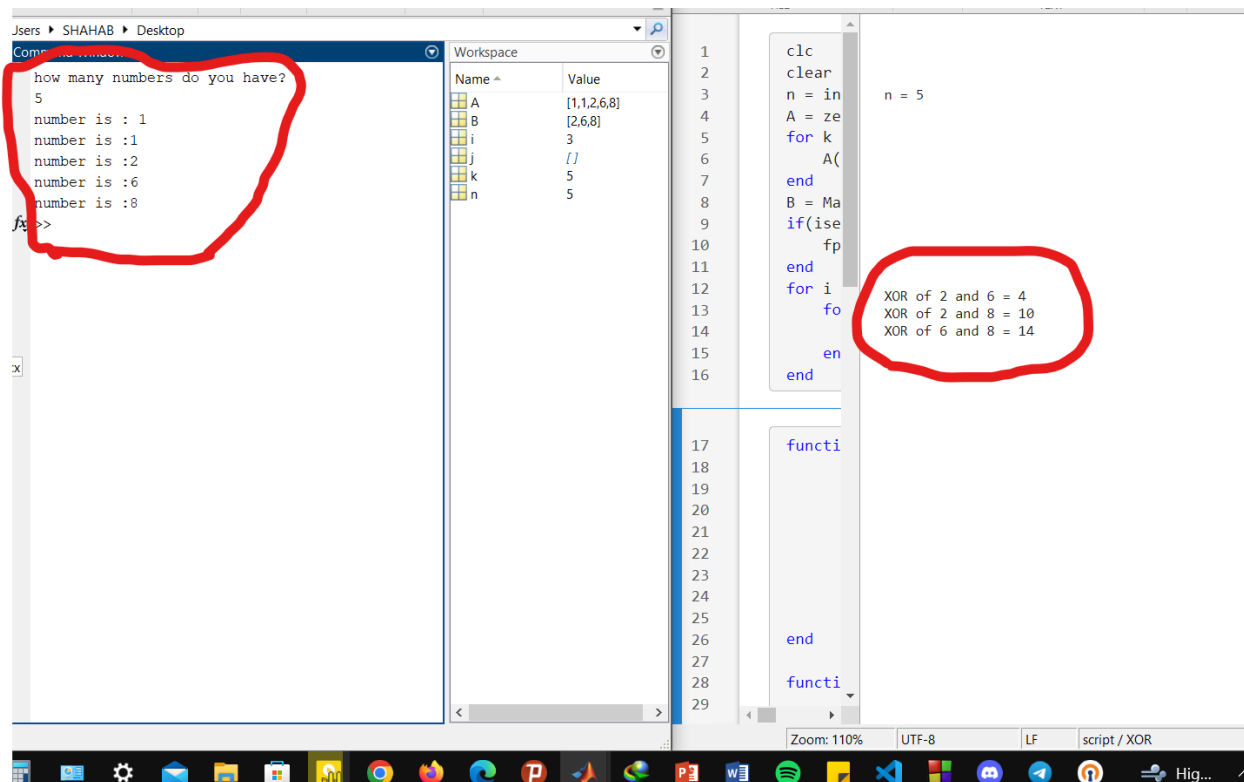 Jsers ▸ SHAHAB ▸ Desktop
how many numbers do you have?
5
number is : 1
number is :1
number is :2
number is :6
number is :8
fx >>
Workspace
Name Value
A [1,1,2,6,8]
B [2,6,8]
i 3
j []
k 5
n 5
1 clc
2 clear
3 n = in
4 A = ze
5 for k
6 A(
7 end
8 B = Ma
9 if(ise
10 fp
11 end
12 for i
13 fo
14
15 en
16 end
17 functi
18
19
20
21
22
23
24
25
26 end
27
28 functi
29
n = 5
XOR of 2 and 6 = 4
XOR of 2 and 8 = 10
XOR of 6 and 8 = 14
Zoom: 110% UTF-8 LF script / XOR
Hig...